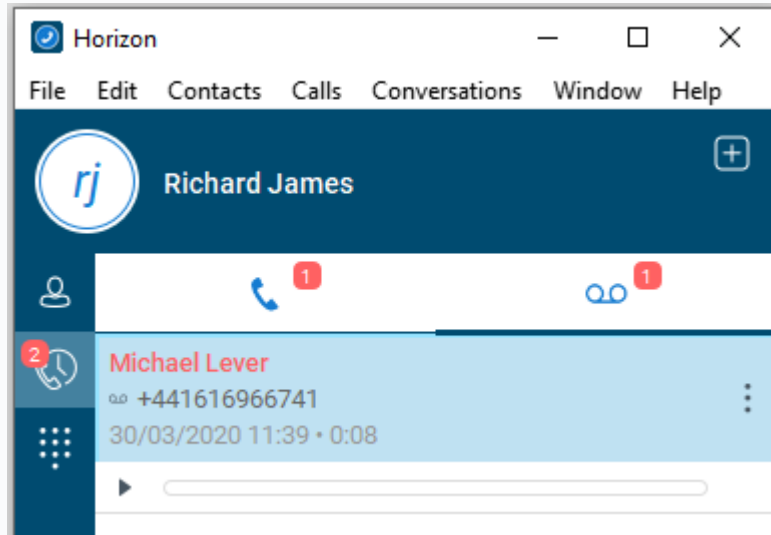 Horizon
File Edit Contacts Calls Conversations Window Help
rj
Richard James
1
1
2
Michael Lever
+441616966741
30/03/2020 11:39 • 0:08